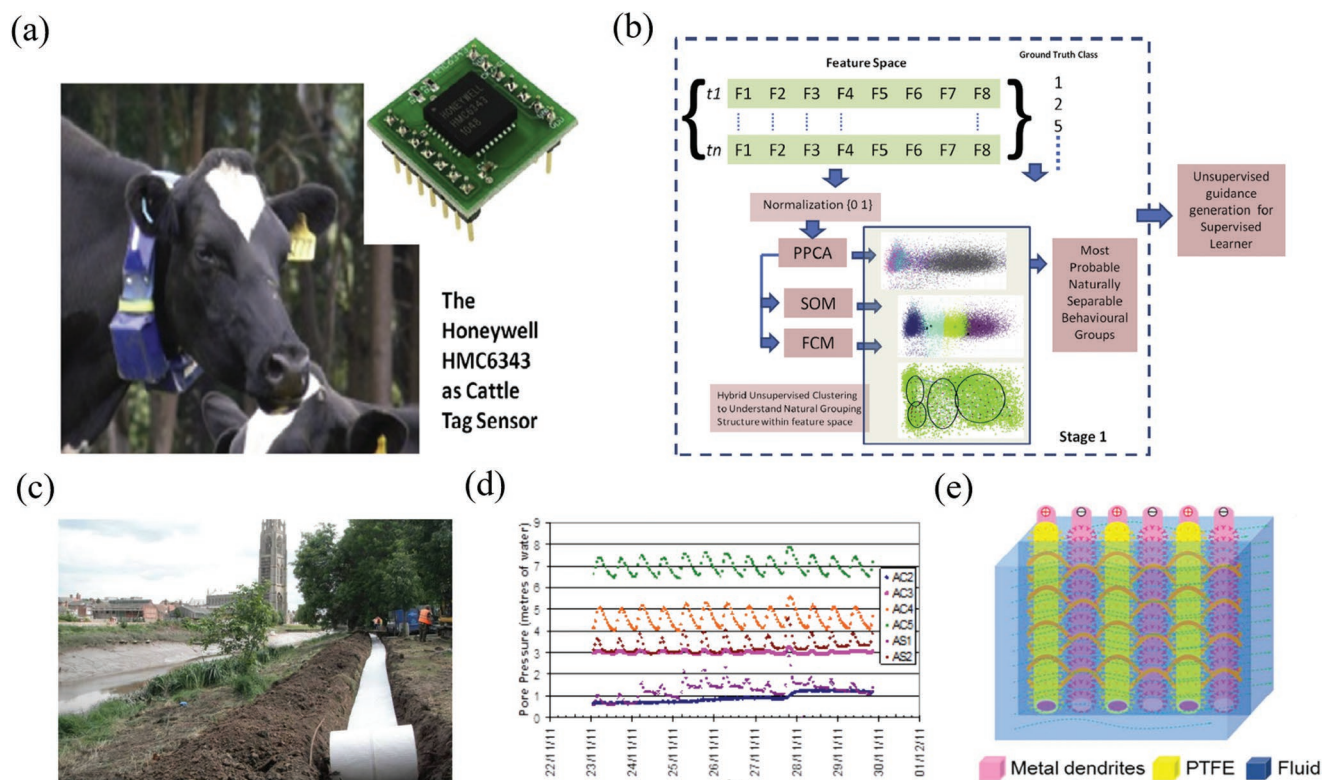 (a)
HMC6343
HONEYWELL
HMC6343
1048
The
Honeywell
HMC6343
as Cattle
Tag Sensor
(b)
Feature Space
Ground Truth Class
t1 F1 F2 F3 F4 F5 F6 F7 F8
tn F1 F2 F3 F4 F5 F6 F7 F8
1
2
5
Normalization {0 1}
PPCA
SOM
FCM
Hybrid Unsupervised Clustering
to Understand Natural Grouping
Structure within feature space
Most
Probable
Naturally
Separable
Behavioural
Groups
Stage 1
Unsupervised
guidance
generation for
Supervised
Learner
(c)
(d)
Pore Pressure (metres of water)
9
8
7
6
5
4
3
2
1
0
22/11/11
23/11/11
24/11/11
25/11/11
26/11/11
27/11/11
28/11/11
29/11/11
30/11/11
01/12/11
AC2
AC3
AC4
AC5
AS1
AS2
(e)
+ − + − + −
Metal dendrites PTFE Fluid